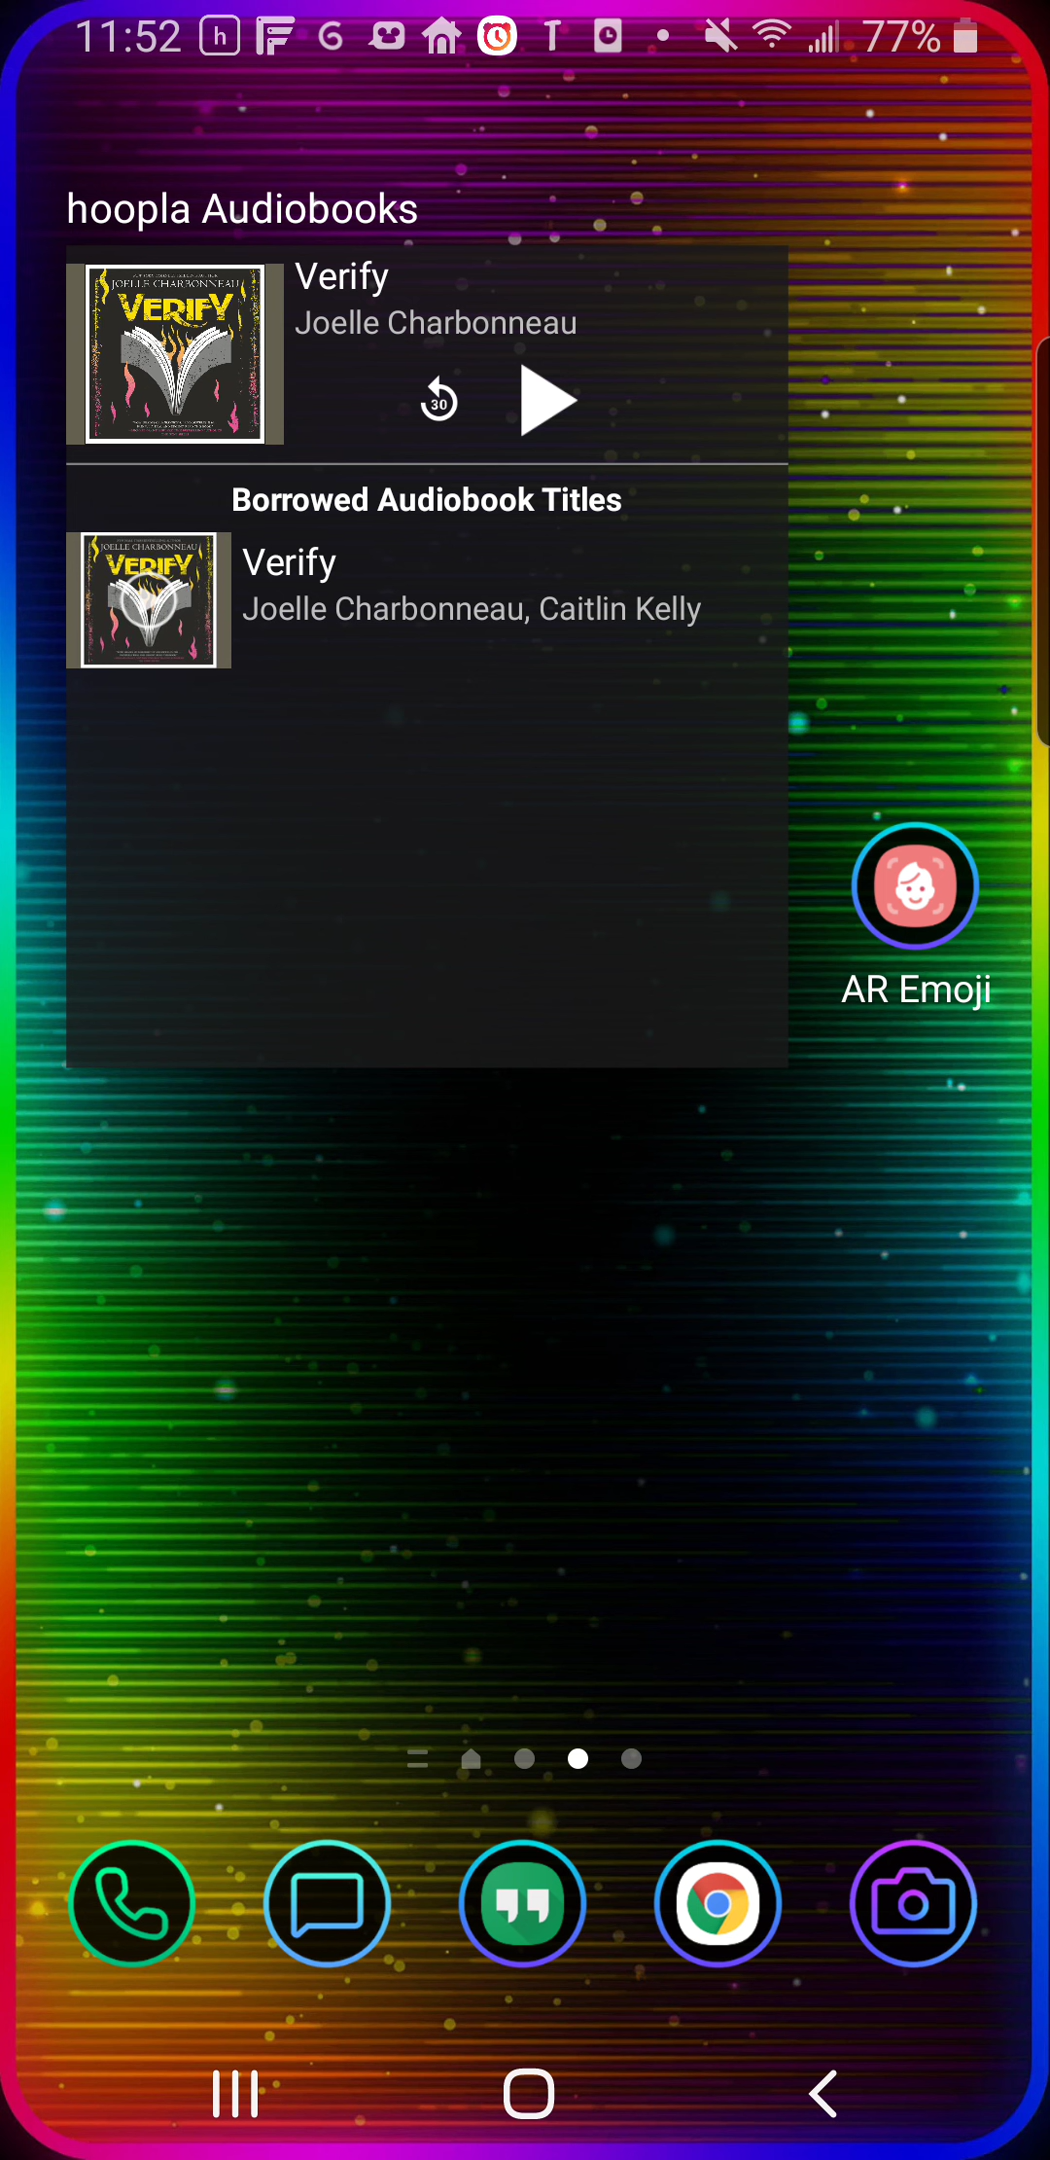 11:52 h G T 77%
hoopla Audiobooks
JOELLE CHARBONNEAU
VERIFY
Verify
Joelle Charbonneau
30
Borrowed Audiobook Titles
JOELLE CHARBONNEAU
VERIFY
Verify
Joelle Charbonneau, Caitlin Kelly
AR Emoji